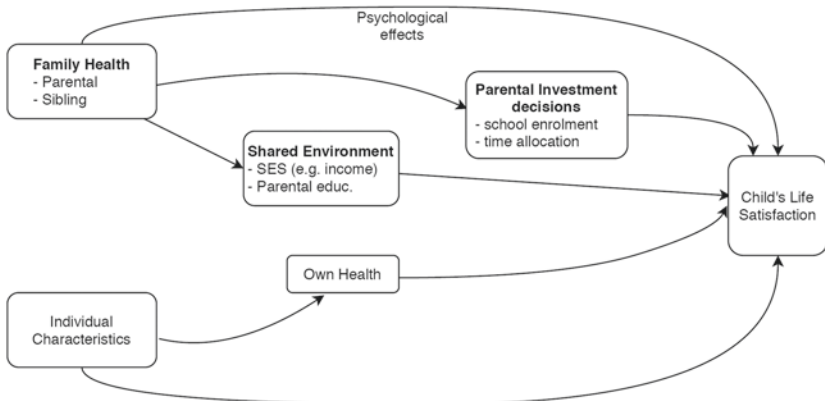 Psychological
effects
Family Health
- Parental
- Sibling
Parental Investment
decisions
- school enrolment
- time allocation
Shared Environment
- SES (e.g. income)
- Parental educ.
Child's Life
Satisfaction
Own Health
Individual
Characteristics